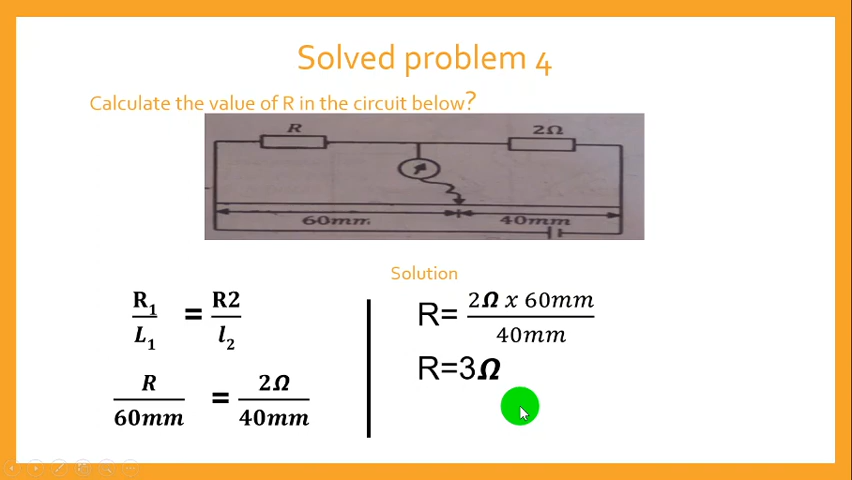 Solved problem 4
Calculate the value of R in the circuit below?
R
2Ω
60mm
40mm
Solution
R₁/L₁ = R2/l₂
R/60mm = 2Ω/40mm
R= 2Ω x 60mm/40mm
R=3Ω